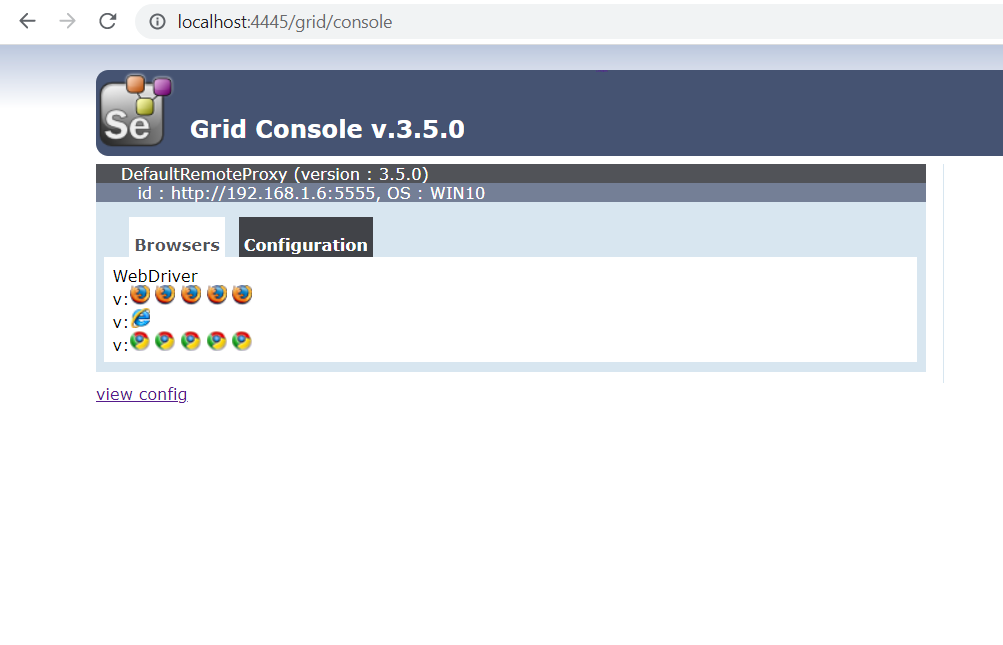 localhost:4445/grid/console
Se
Grid Console v.3.5.0
DefaultRemoteProxy (version : 3.5.0)
id : http://192.168.1.6:5555, OS : WIN10
Browsers Configuration
WebDriver
v:
v:
v:
view config